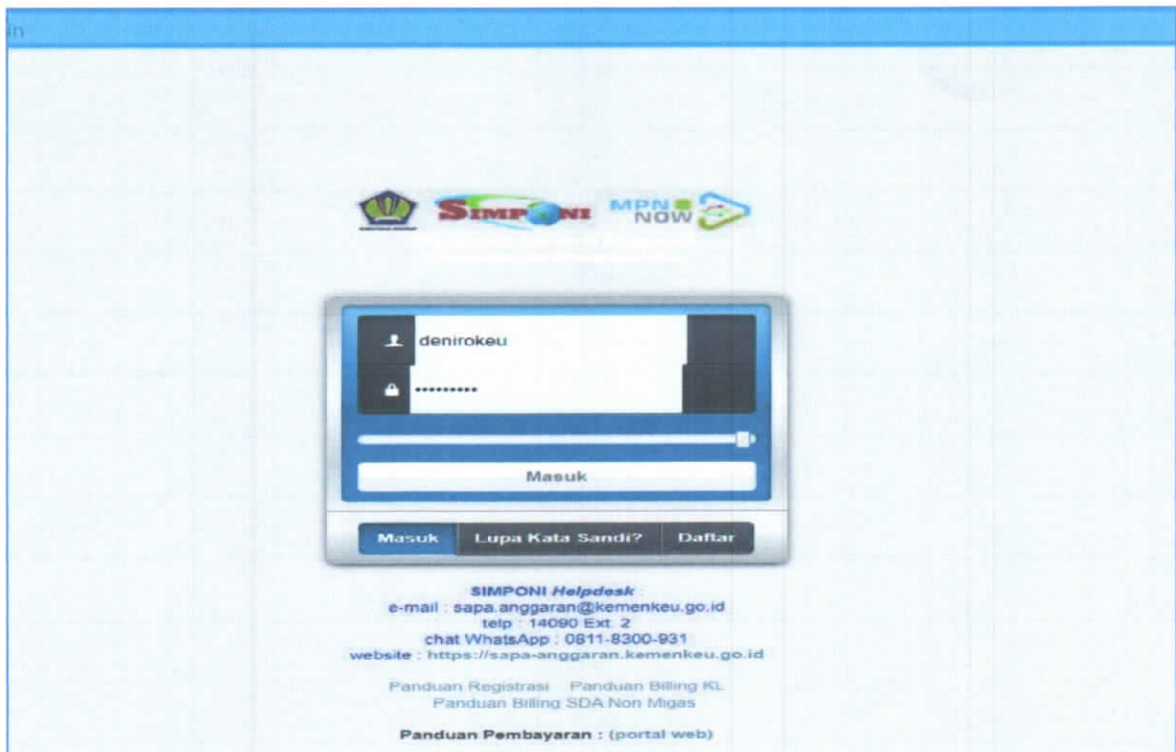 in
SIMPONI MPN NOW
denirokeu
•••••••••
Masuk
Masuk Lupa Kata Sandi? Daftar
SIMPONI Helpdesk
e-mail : sapa.anggaran@kemenkeu.go.id
telp : 14090 Ext. 2
chat WhatsApp : 0811-8300-931
website : https://sapa-anggaran.kemenkeu.go.id
Panduan Registrasi Panduan Billing KL
Panduan Billing SDA Non Migas
Panduan Pembayaran : (portal web)